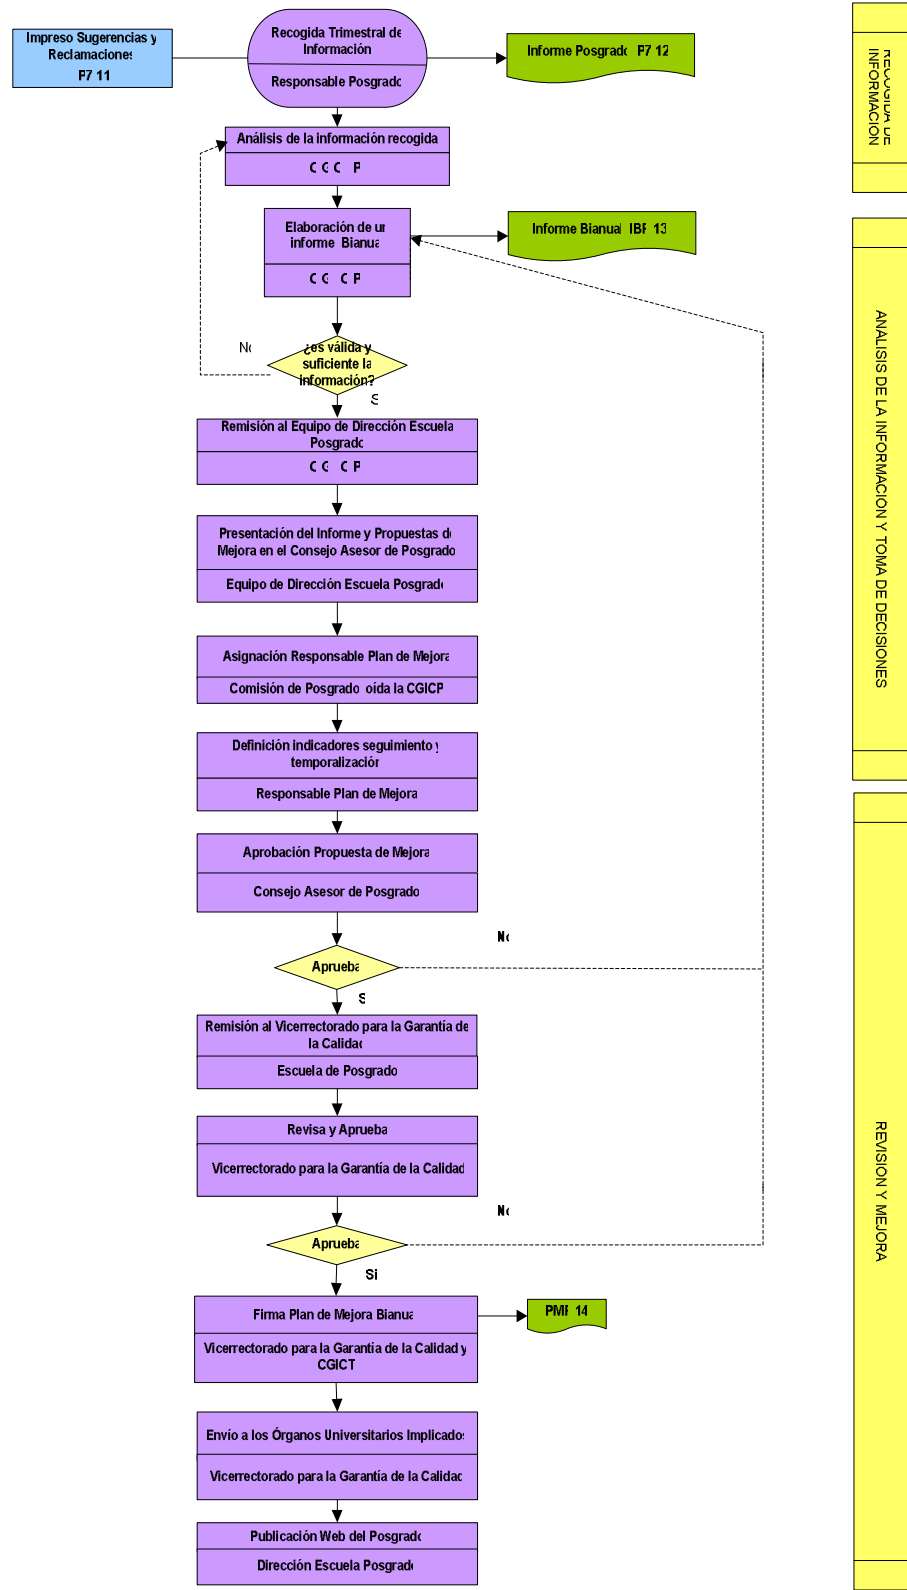 Impreso Sugerencias y
Reclamaciones
P7 11
Recogida Trimestral de
Información
Responsable Posgrado
Informe Posgrado P7 12
Análisis de la información recogida
C G C P
Elaboración de un
informe Bianua
C G C P
Informe Bianual IBF 13
No
¿es válida y
suficiente la
información?
S
Remisión al Equipo de Dirección Escuela
Posgrado
C G C P
Presentación del Informe y Propuestas d
Mejora en el Consejo Asesor de Posgrado
Equipo de Dirección Escuela Posgrado
Asignación Responsable Plan de Mejora
Comisión de Posgrado oída la CGICP
Definición indicadores seguimiento y
temporalización
Responsable Plan de Mejora
Aprobación Propuesta de Mejora
Consejo Asesor de Posgrado
No
Aprueba
S
Remisión al Vicerrectorado para la Garantía de
la Calidad
Escuela de Posgrado
Revisa y Aprueba
Vicerrectorado para la Garantía de la Calidad
No
Aprueba
Si
Firma Plan de Mejora Bianua
Vicerrectorado para la Garantía de la Calidad y
CGICT
PMF 14
Envío a los Órganos Universitarios Implicados
Vicerrectorado para la Garantía de la Calidad
Publicación Web del Posgrado
Dirección Escuela Posgrado
RECOGIDA DE
INFORMACIÓN
ANÁLISIS DE LA INFORMACIÓN Y TOMA DE DECISIONES
REVISIÓN Y MEJORA